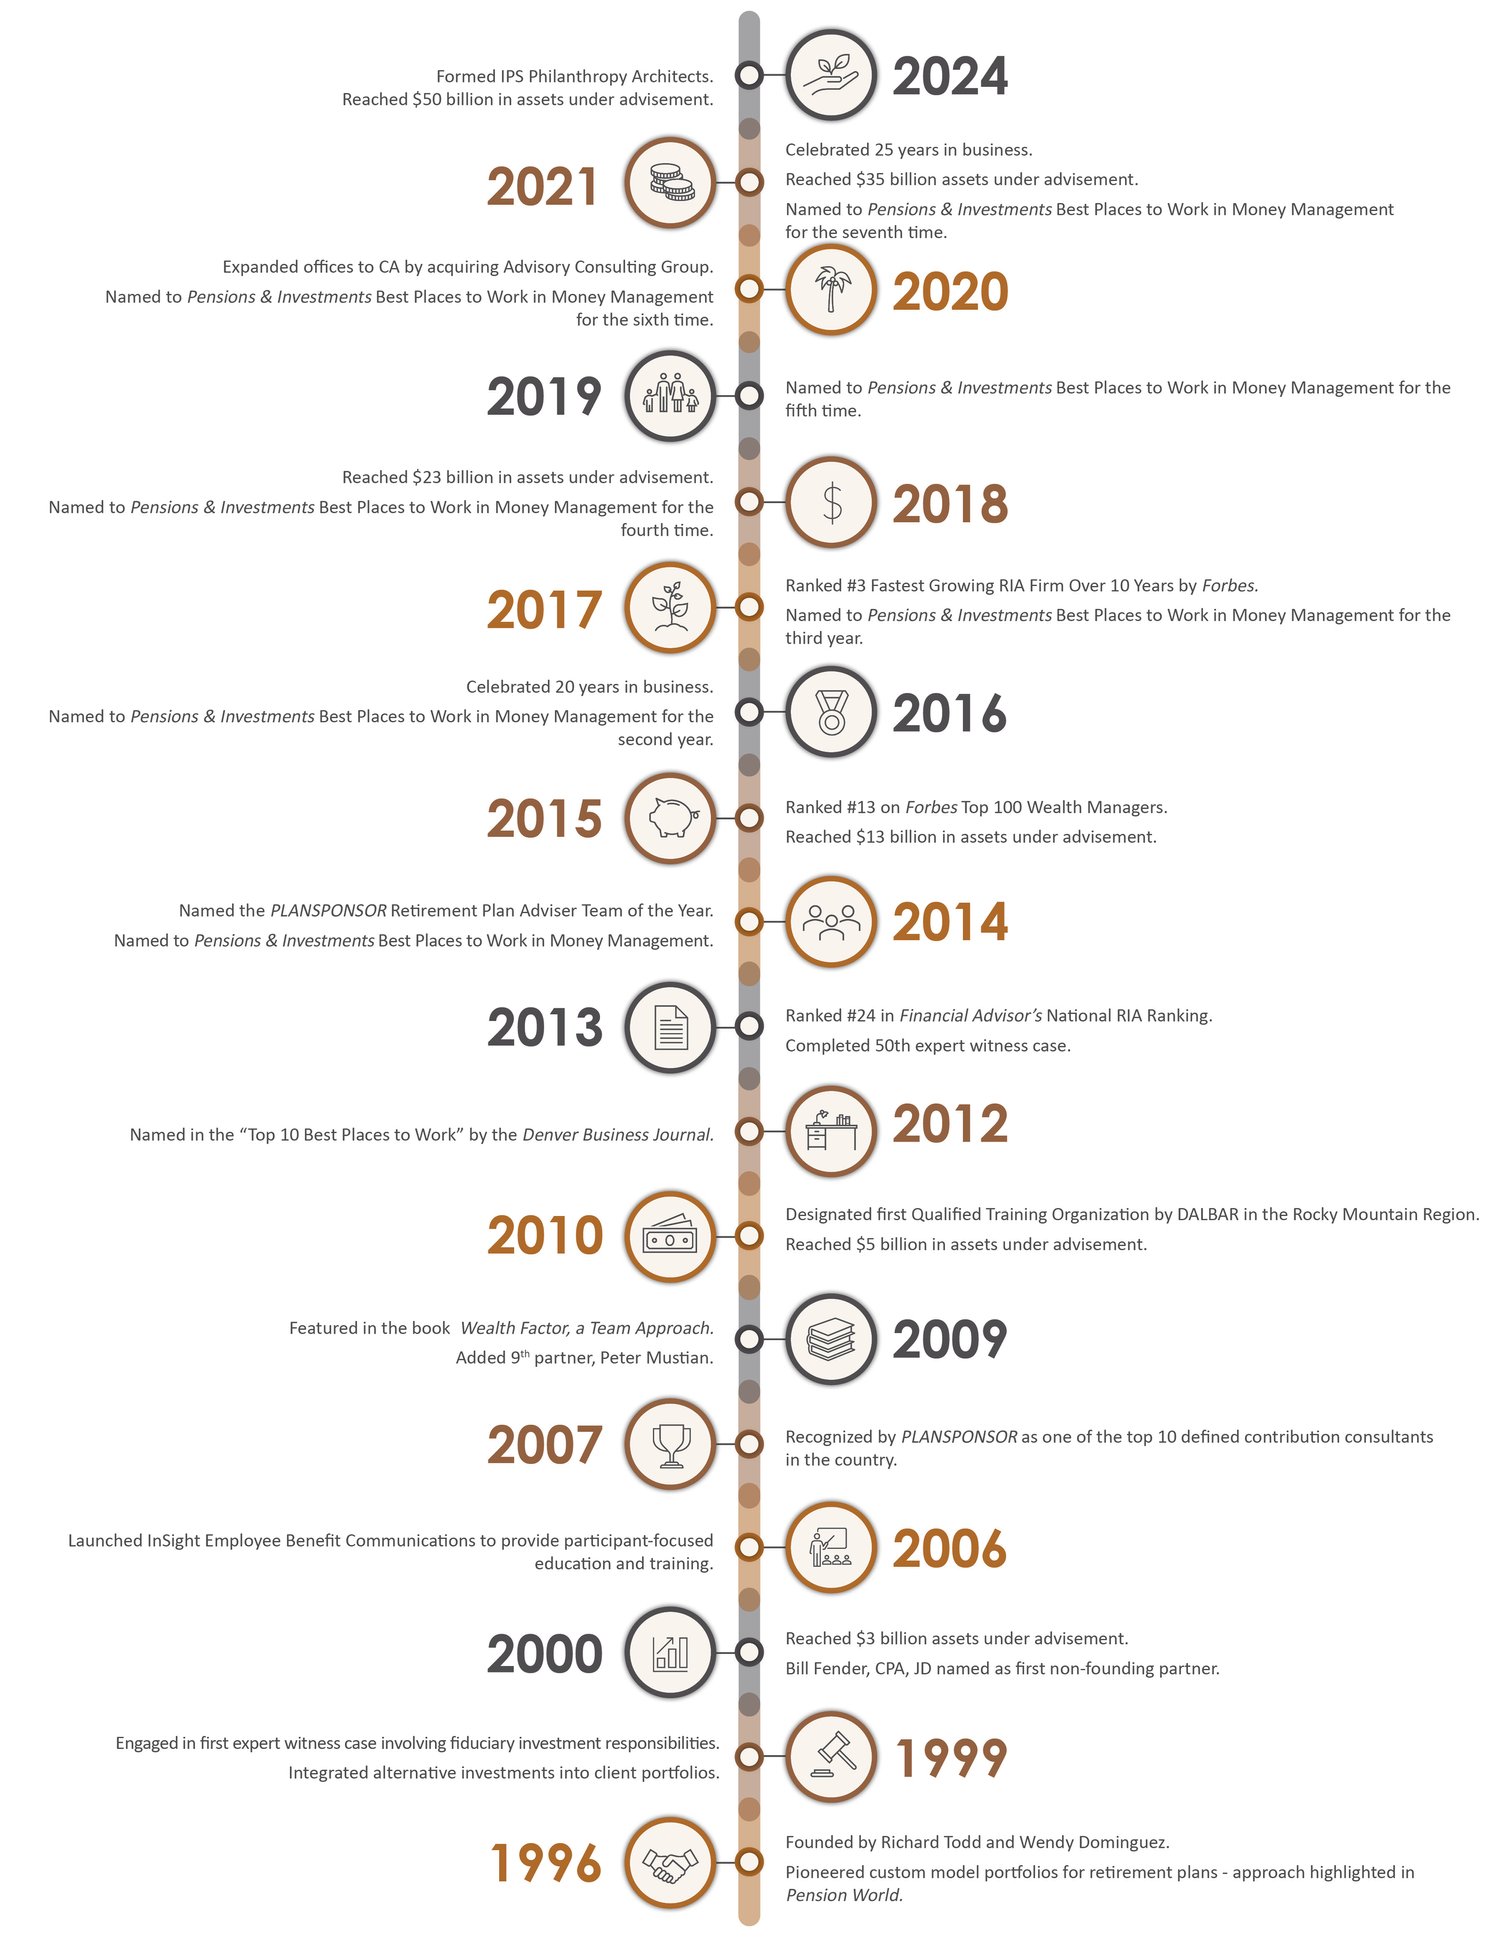 2024
Formed IPS Philanthropy Architects.
Reached $50 billion in assets under advisement.
2021
Celebrated 25 years in business.
Reached $35 billion assets under advisement.
Named to Pensions & Investments Best Places to Work in Money Management
for the seventh time.
2020
Expanded offices to CA by acquiring Advisory Consulting Group.
Named to Pensions & Investments Best Places to Work in Money Management
for the sixth time.
2019
Named to Pensions & Investments Best Places to Work in Money Management for the
fifth time.
2018
Reached $23 billion in assets under advisement.
Named to Pensions & Investments Best Places to Work in Money Management for the
fourth time.
2017
Ranked #3 Fastest Growing RIA Firm Over 10 Years by Forbes.
Named to Pensions & Investments Best Places to Work in Money Management for the
third year.
2016
Celebrated 20 years in business.
Named to Pensions & Investments Best Places to Work in Money Management for the
second year.
2015
Ranked #13 on Forbes Top 100 Wealth Managers.
Reached $13 billion in assets under advisement.
2014
Named the PLANSPONSOR Retirement Plan Adviser Team of the Year.
Named to Pensions & Investments Best Places to Work in Money Management.
2013
Ranked #24 in Financial Advisor’s National RIA Ranking.
Completed 50th expert witness case.
2012
Named in the “Top 10 Best Places to Work” by the Denver Business Journal.
2010
Designated first Qualified Training Organization by DALBAR in the Rocky Mountain Region.
Reached $5 billion in assets under advisement.
2009
Featured in the book Wealth Factor, a Team Approach.
Added 9th partner, Peter Mustian.
2007
Recognized by PLANSPONSOR as one of the top 10 defined contribution consultants
in the country.
2006
Launched InSight Employee Benefit Communications to provide participant-focused
education and training.
2000
Reached $3 billion assets under advisement.
Bill Fender, CPA, JD named as first non-founding partner.
1999
Engaged in first expert witness case involving fiduciary investment responsibilities.
Integrated alternative investments into client portfolios.
1996
Founded by Richard Todd and Wendy Dominguez.
Pioneered custom model portfolios for retirement plans - approach highlighted in
Pension World.